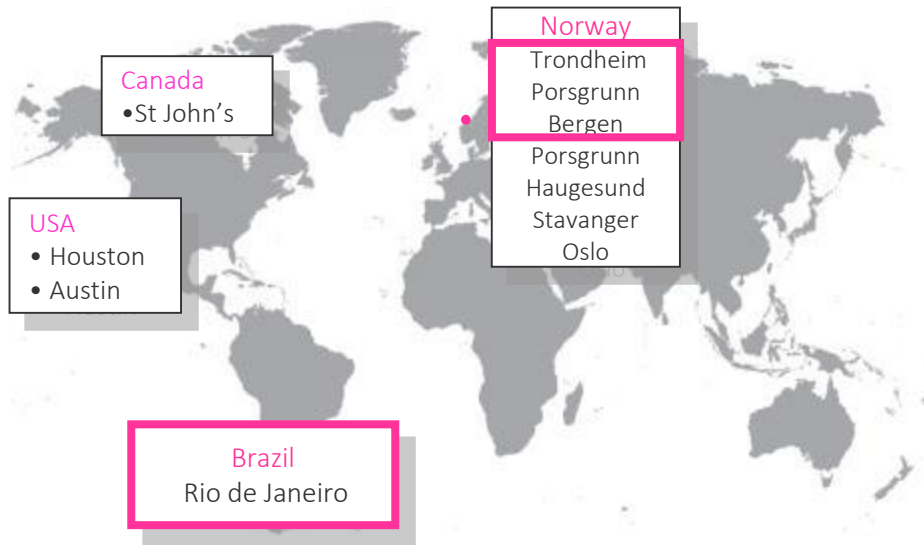 Norway
Trondheim
Porsgrunn
Bergen
Porsgrunn
Haugesund
Stavanger
Oslo
Canada
•St John’s
USA
• Houston
• Austin
Brazil
Rio de Janeiro